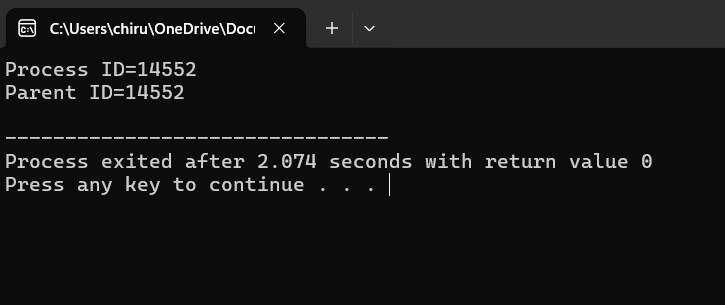 C:\Users\chiru\OneDrive\Docu
Process ID=14552
Parent ID=14552
--------------------------------
Process exited after 2.074 seconds with return value 0
Press any key to continue . . .